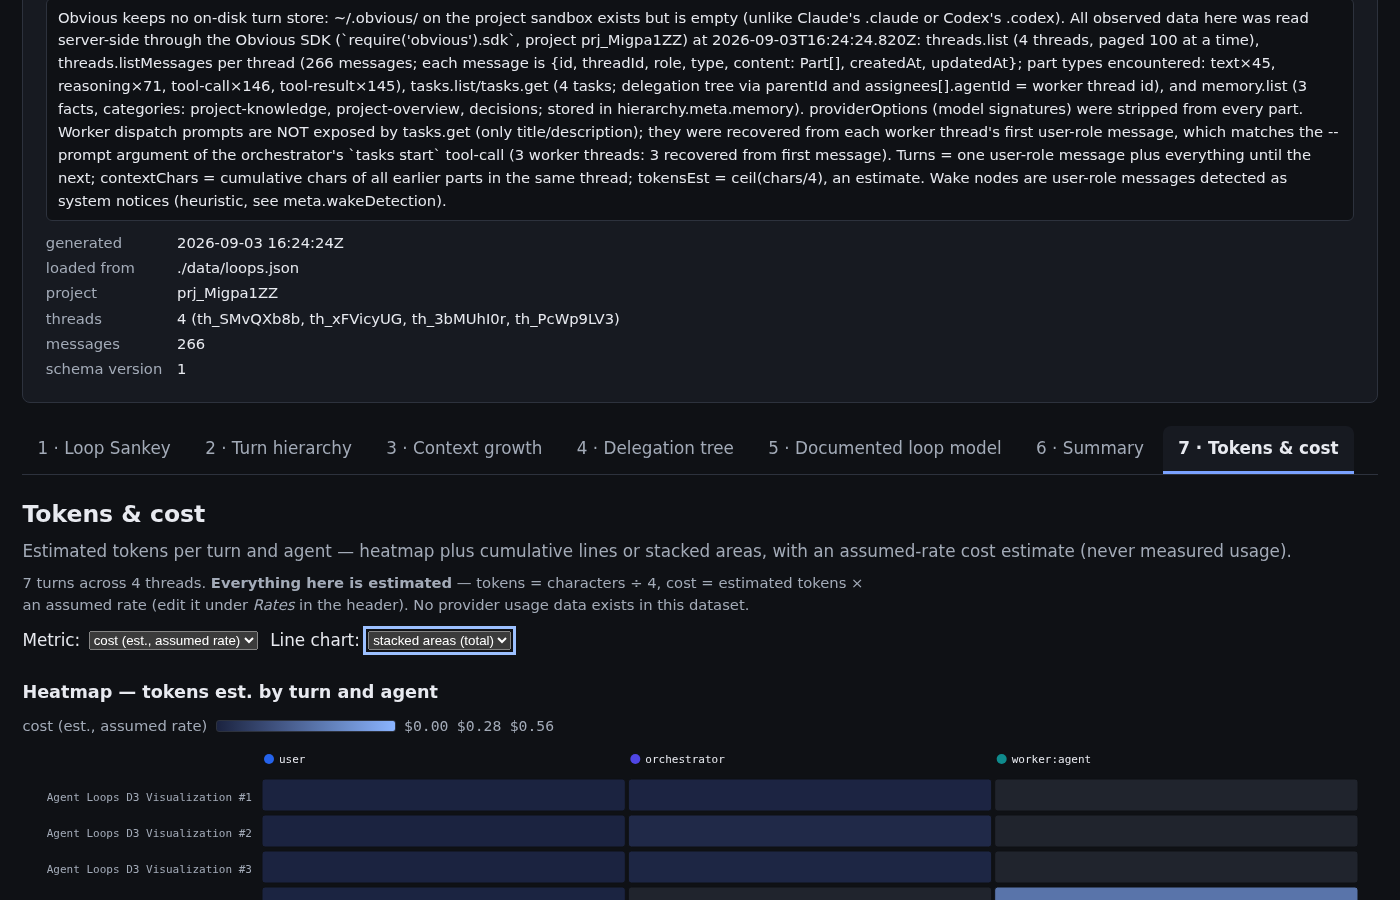 Obvious keeps no on-disk turn store: ~/.obvious/ on the project sandbox exists but is empty (unlike Claude's .claude or Codex's .codex). All observed data here was read
server-side through the Obvious SDK (`require('obvious').sdk`, project prj_Migpa1ZZ) at 2026-09-03T16:24:24.820Z: threads.list (4 threads, paged 100 at a time),
threads.listMessages per thread (266 messages; each message is {id, threadId, role, type, content: Part[], createdAt, updatedAt}; part types encountered: text×45,
reasoning×71, tool-call×146, tool-result×145), tasks.list/tasks.get (4 tasks; delegation tree via parentId and assignees[].agentId = worker thread id), and memory.list (3
facts, categories: project-knowledge, project-overview, decisions; stored in hierarchy.meta.memory). providerOptions (model signatures) were stripped from every part.
Worker dispatch prompts are NOT exposed by tasks.get (only title/description); they were recovered from each worker thread's first user-role message, which matches the --
prompt argument of the orchestrator's `tasks start` tool-call (3 worker threads: 3 recovered from first message). Turns = one user-role message plus everything until the
next; contextChars = cumulative chars of all earlier parts in the same thread; tokensEst = ceil(chars/4), an estimate. Wake nodes are user-role messages detected as
system notices (heuristic, see meta.wakeDetection).
generated 2026-09-03 16:24:24Z
loaded from ./data/loops.json
project prj_Migpa1ZZ
threads 4 (th_SMvQXb8b, th_xFVicyUG, th_3bMUhI0r, th_PcWp9LV3)
messages 266
schema version 1
1 · Loop Sankey 2 · Turn hierarchy 3 · Context growth 4 · Delegation tree 5 · Documented loop model 6 · Summary 7 · Tokens & cost
Tokens & cost
Estimated tokens per turn and agent — heatmap plus cumulative lines or stacked areas, with an assumed-rate cost estimate (never measured usage).
7 turns across 4 threads. Everything here is estimated — tokens = characters ÷ 4, cost = estimated tokens ×
an assumed rate (edit it under Rates in the header). No provider usage data exists in this dataset.
Metric: cost (est., assumed rate) Line chart: stacked areas (total)
Heatmap — tokens est. by turn and agent
cost (est., assumed rate) $0.00 $0.28 $0.56
user orchestrator worker:agent
Agent Loops D3 Visualization #1
Agent Loops D3 Visualization #2
Agent Loops D3 Visualization #3